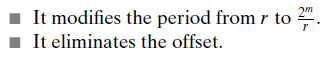 ■ It modifies the period from r to 2^m/r.
■ It eliminates the offset.